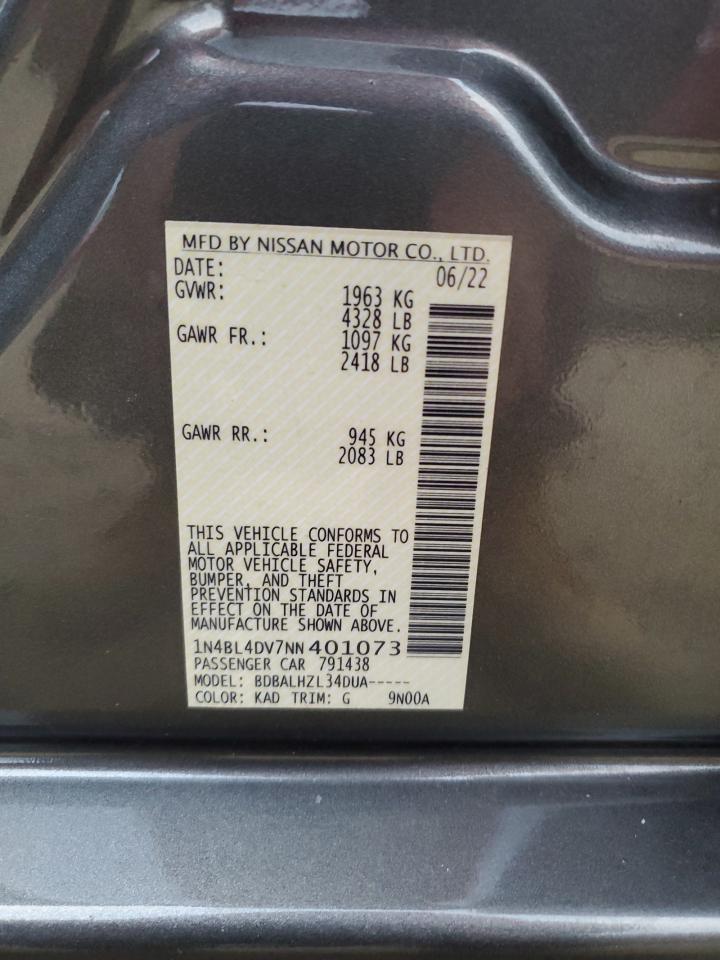 MFD BY NISSAN MOTOR CO., LTD.
DATE: 06/22
GVWR: 1963 KG
4328 LB
GAWR FR.: 1097 KG
2418 LB
GAWR RR.: 945 KG
2083 LB
THIS VEHICLE CONFORMS TO
ALL APPLICABLE FEDERAL
MOTOR VEHICLE SAFETY,
BUMPER, AND THEFT
PREVENTION STANDARDS IN
EFFECT ON THE DATE OF
MANUFACTURE SHOWN ABOVE.
1N4BL4DV7NN401073
PASSENGER CAR 791438
MODEL: BDBALHZL34DUA-----
COLOR: KAD TRIM: G 9N00A